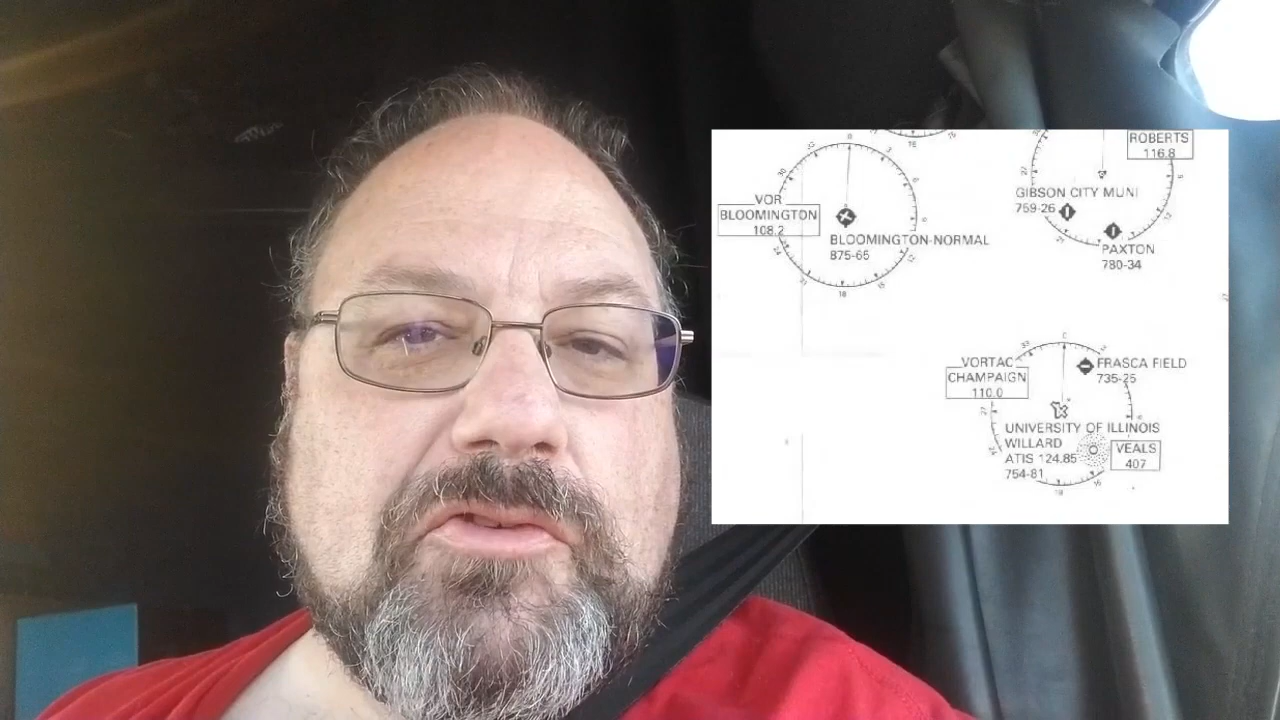 ROBERTS
116.8
GIBSON CITY MUNI
759-26
PAXTON
780-34
VOR
BLOOMINGTON
108.2
BLOOMINGTON-NORMAL
875-65
VORTAC
CHAMPAIGN
110.0
FRASCA FIELD
735-25
UNIVERSITY OF ILLINOIS
WILLARD
ATIS 124.85
754-81
VEALS
407